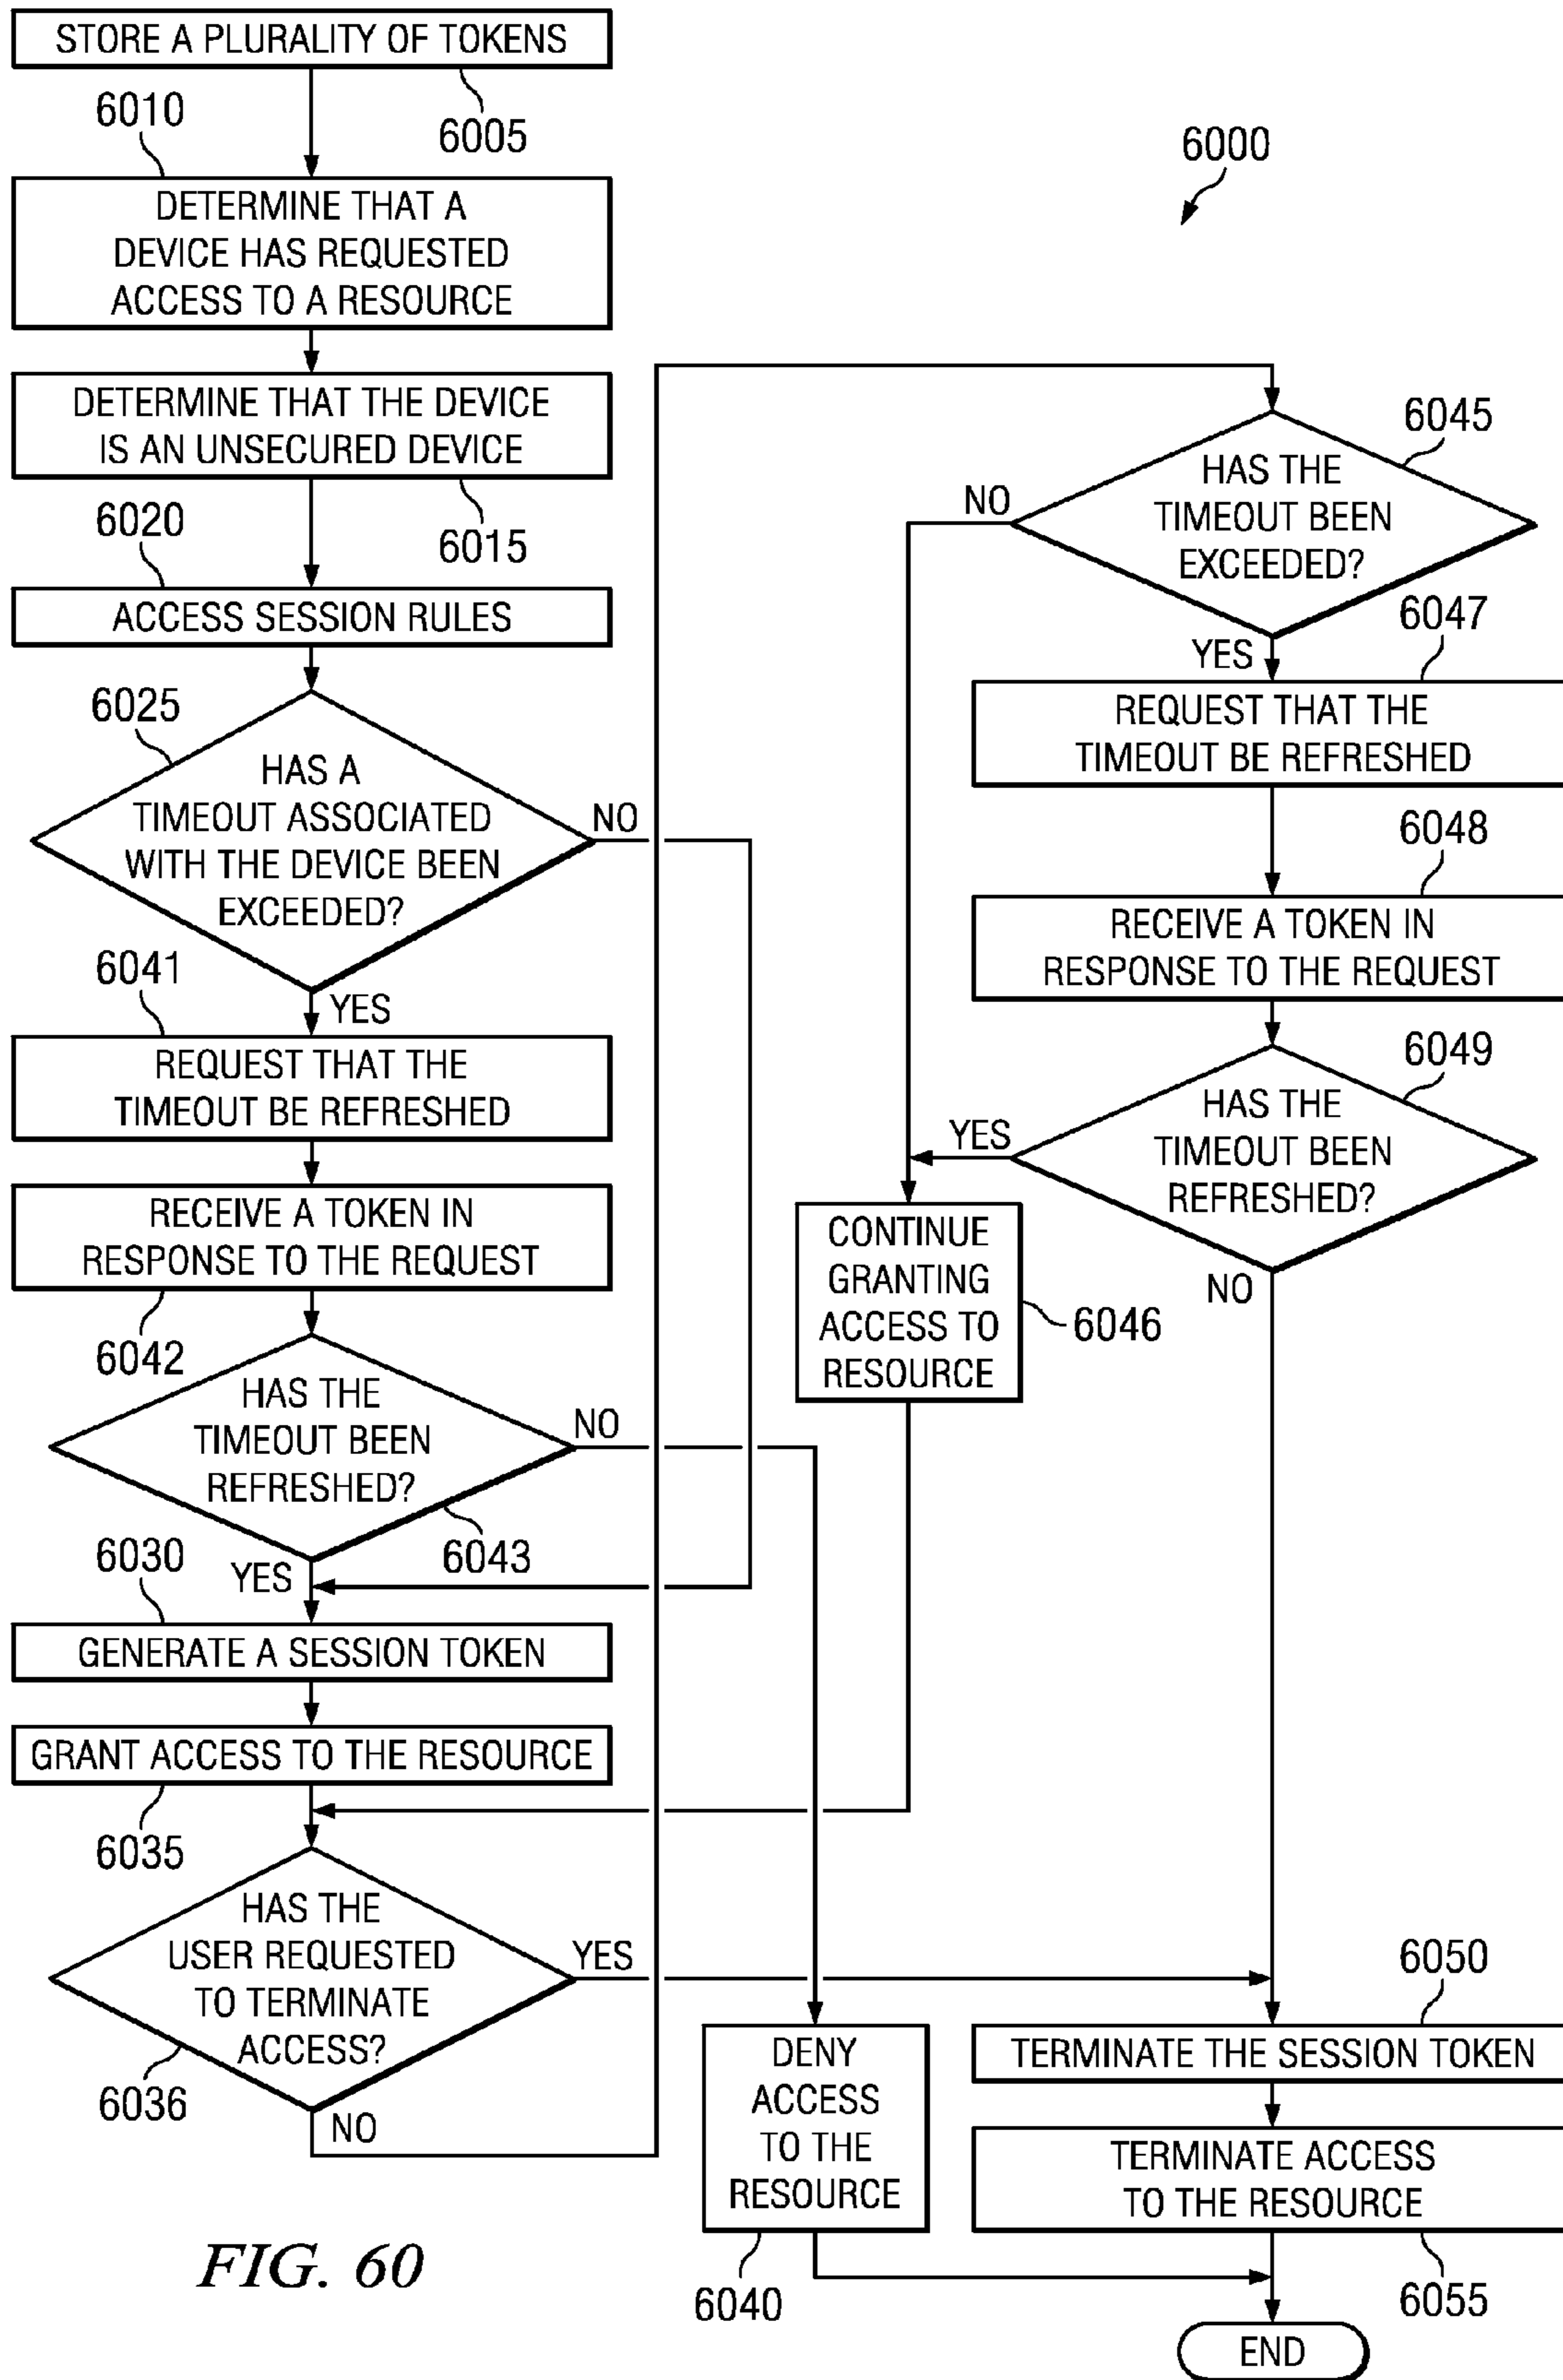 STORE A PLURALITY OF TOKENS
6005
6010
DETERMINE THAT A
DEVICE HAS REQUESTED
ACCESS TO A RESOURCE
DETERMINE THAT THE DEVICE
IS AN UNSECURED DEVICE
6015
6020
ACCESS SESSION RULES
6025
HAS A
TIMEOUT ASSOCIATED
WITH THE DEVICE BEEN
EXCEEDED?
NO
YES
6041
REQUEST THAT THE
TIMEOUT BE REFRESHED
RECEIVE A TOKEN IN
RESPONSE TO THE REQUEST
6042
HAS THE
TIMEOUT BEEN
REFRESHED?
NO
6043
YES
6030
GENERATE A SESSION TOKEN
GRANT ACCESS TO THE RESOURCE
6035
HAS THE
USER REQUESTED
TO TERMINATE
ACCESS?
YES
6036
NO
6000
6045
HAS THE
TIMEOUT BEEN
EXCEEDED?
NO
YES
6047
REQUEST THAT THE
TIMEOUT BE REFRESHED
6048
RECEIVE A TOKEN IN
RESPONSE TO THE REQUEST
6049
HAS THE
TIMEOUT BEEN
REFRESHED?
YES
NO
CONTINUE
GRANTING
ACCESS TO
RESOURCE
6046
DENY
ACCESS
TO THE
RESOURCE
6040
6050
TERMINATE THE SESSION TOKEN
TERMINATE ACCESS
TO THE RESOURCE
6055
END
FIG. 60